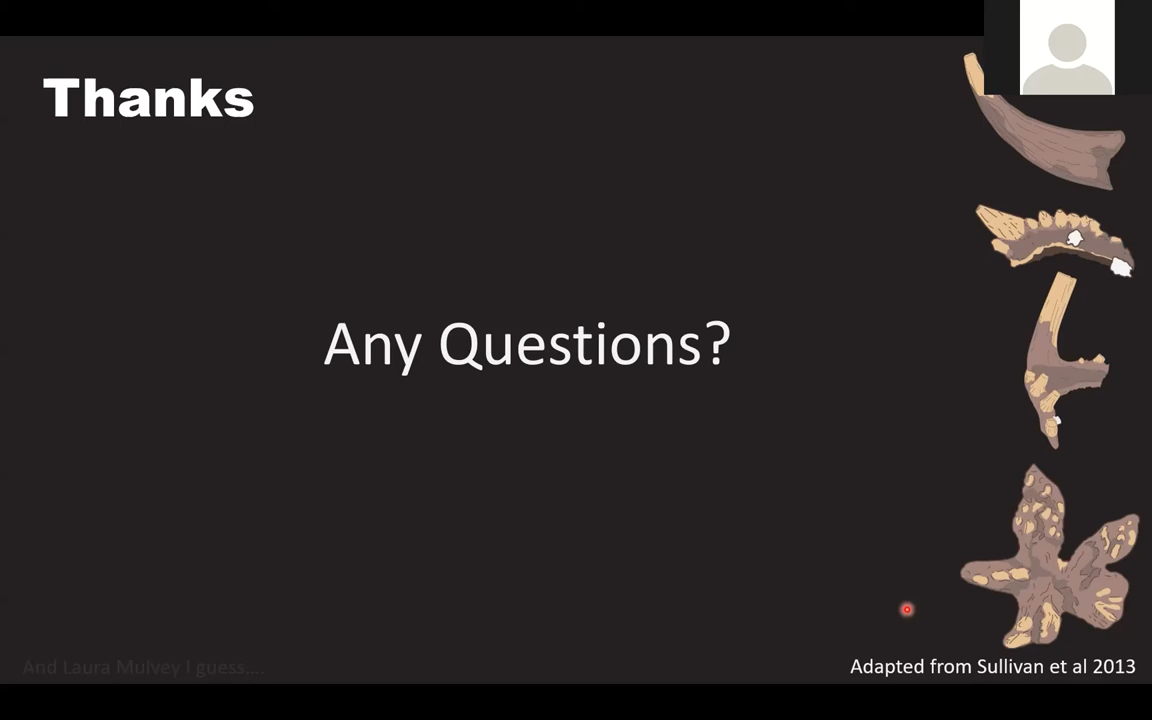 Thanks
Any Questions?
And Laura Mulvey I guess....
Adapted from Sullivan et al 2013